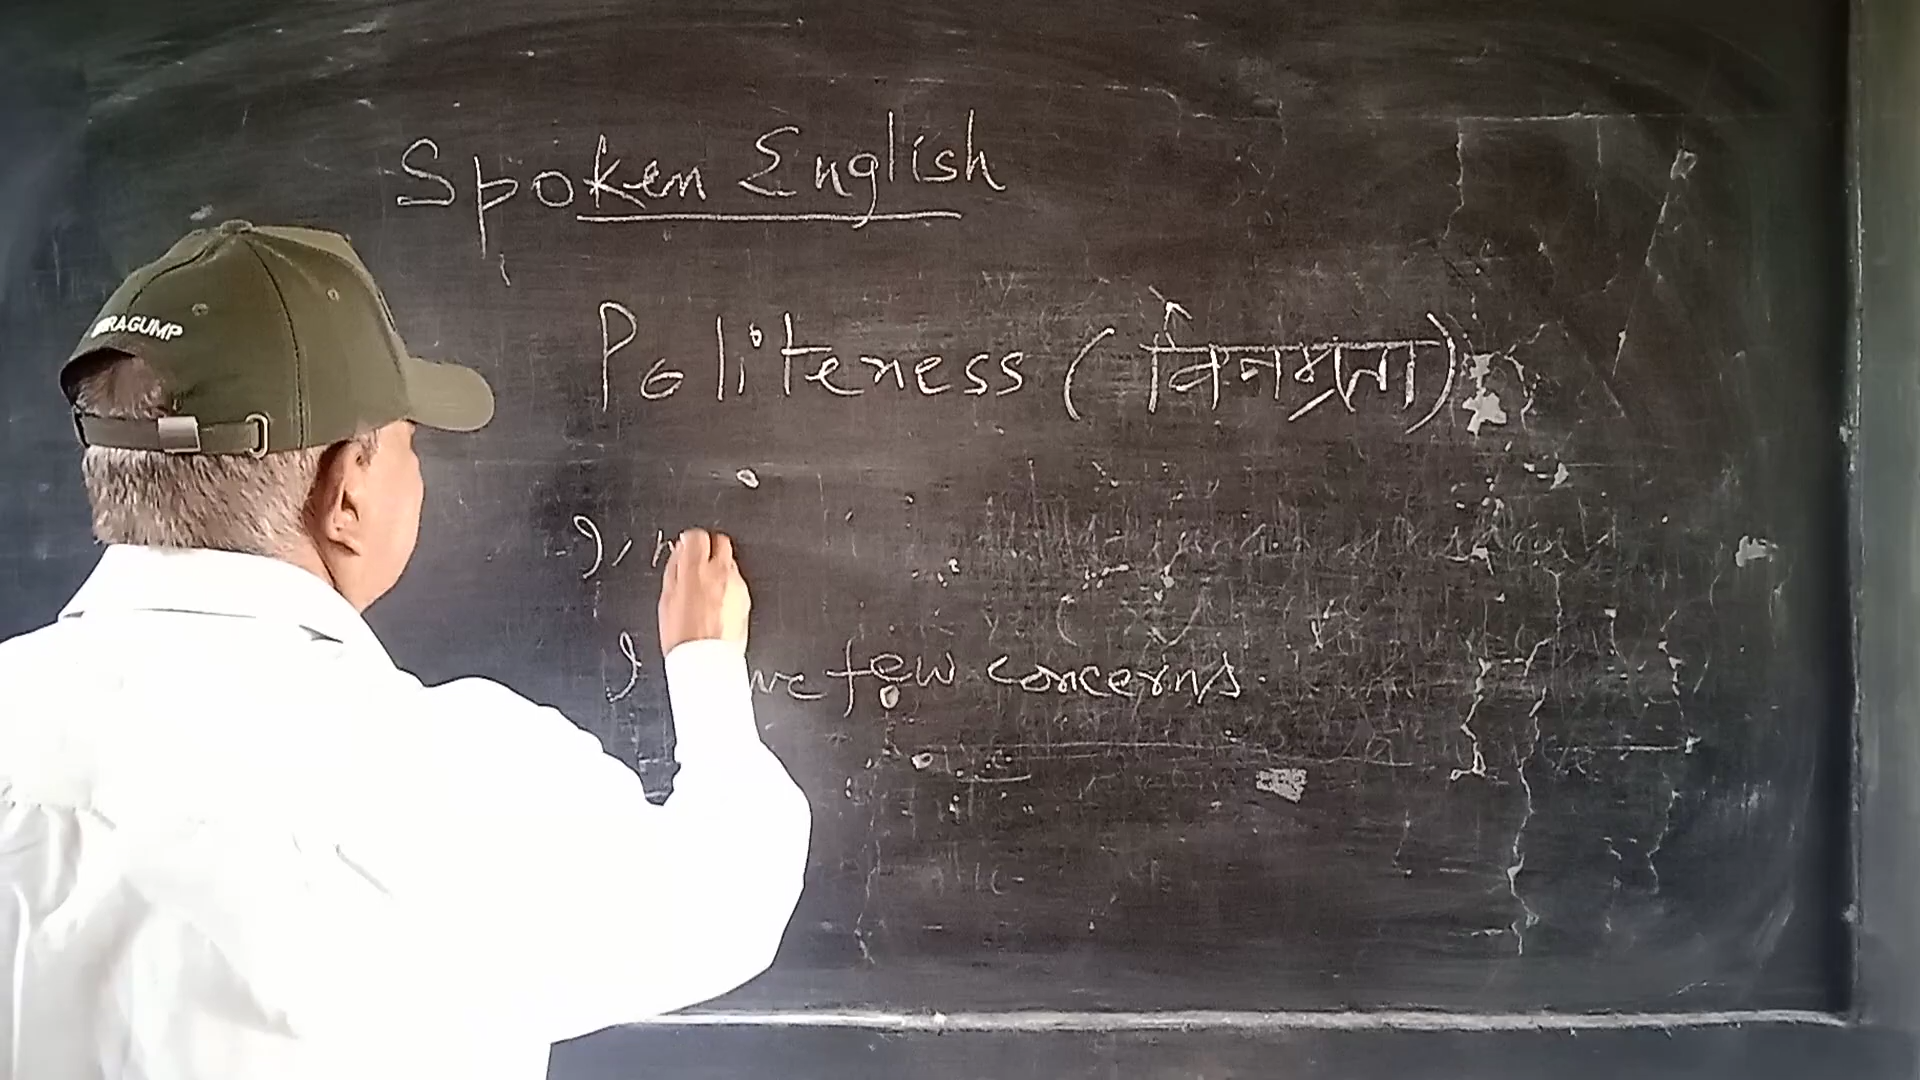 Spoken English
Politeness (विनम्रता)
I have few concerns.